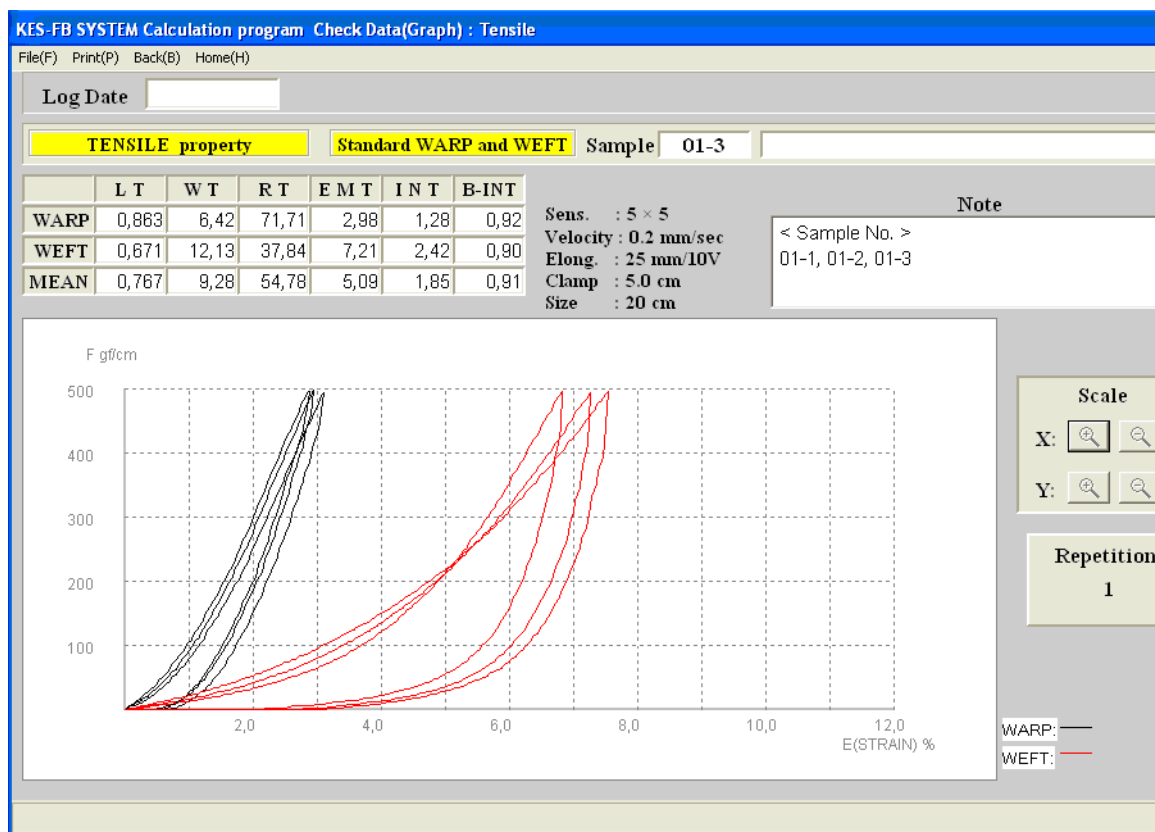 KES-FB SYSTEM Calculation program Check Data(Graph) : Tensile
File(F) Print(P) Back(B) Home(H)
Log Date
TENSILE property Standard WARP and WEFT Sample 01-3
L T W T R T E M T I N T B-INT
WARP 0,863 6,42 71,71 2,98 1,28 0,92
WEFT 0,671 12,13 37,84 7,21 2,42 0,90
MEAN 0,767 9,28 54,78 5,09 1,85 0,91
Sens. : 5 × 5
Velocity : 0.2 mm/sec
Elong. : 25 mm/10V
Clamp : 5.0 cm
Size : 20 cm
Note
< Sample No. >
01-1, 01-2, 01-3
F gf/cm
500
400
300
200
100
2,0 4,0 6,0 8,0 10,0 12,0
E(STRAIN) %
Scale
X:
Y:
Repetition
1
WARP:
WEFT: